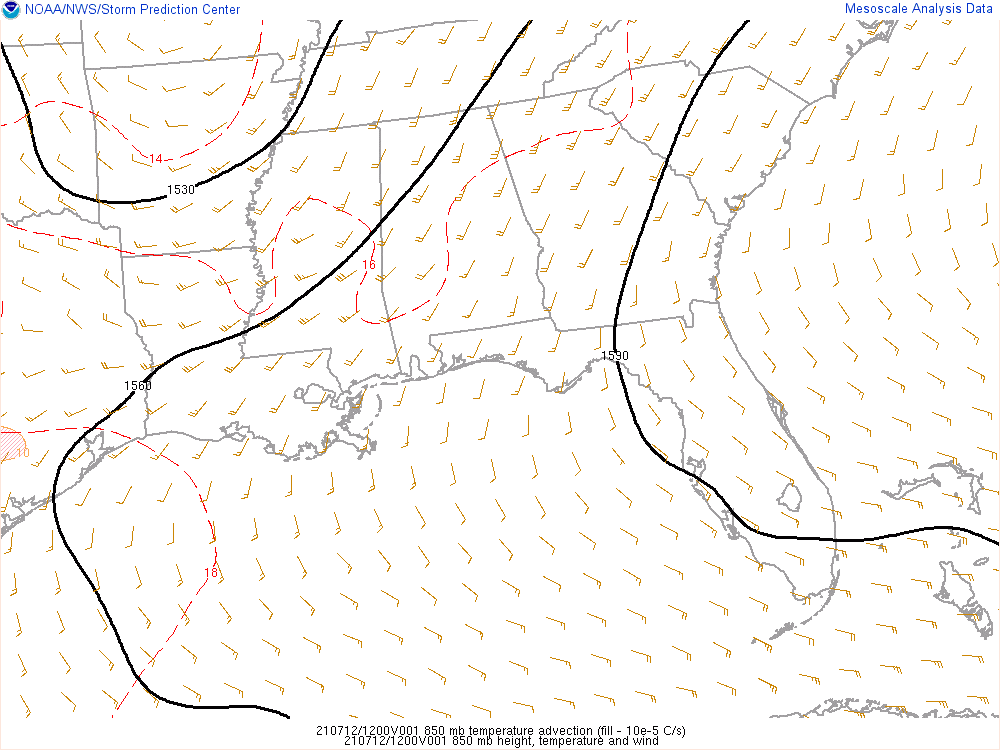 NOAA/NWS/Storm Prediction Center
Mesoscale Analysis Data
14
1530
16
1590
1560
10
18
210712/1200V001 850 mb temperature advection (fill - 10e-5 C/s)
210712/1200V001 850 mb height, temperature and wind